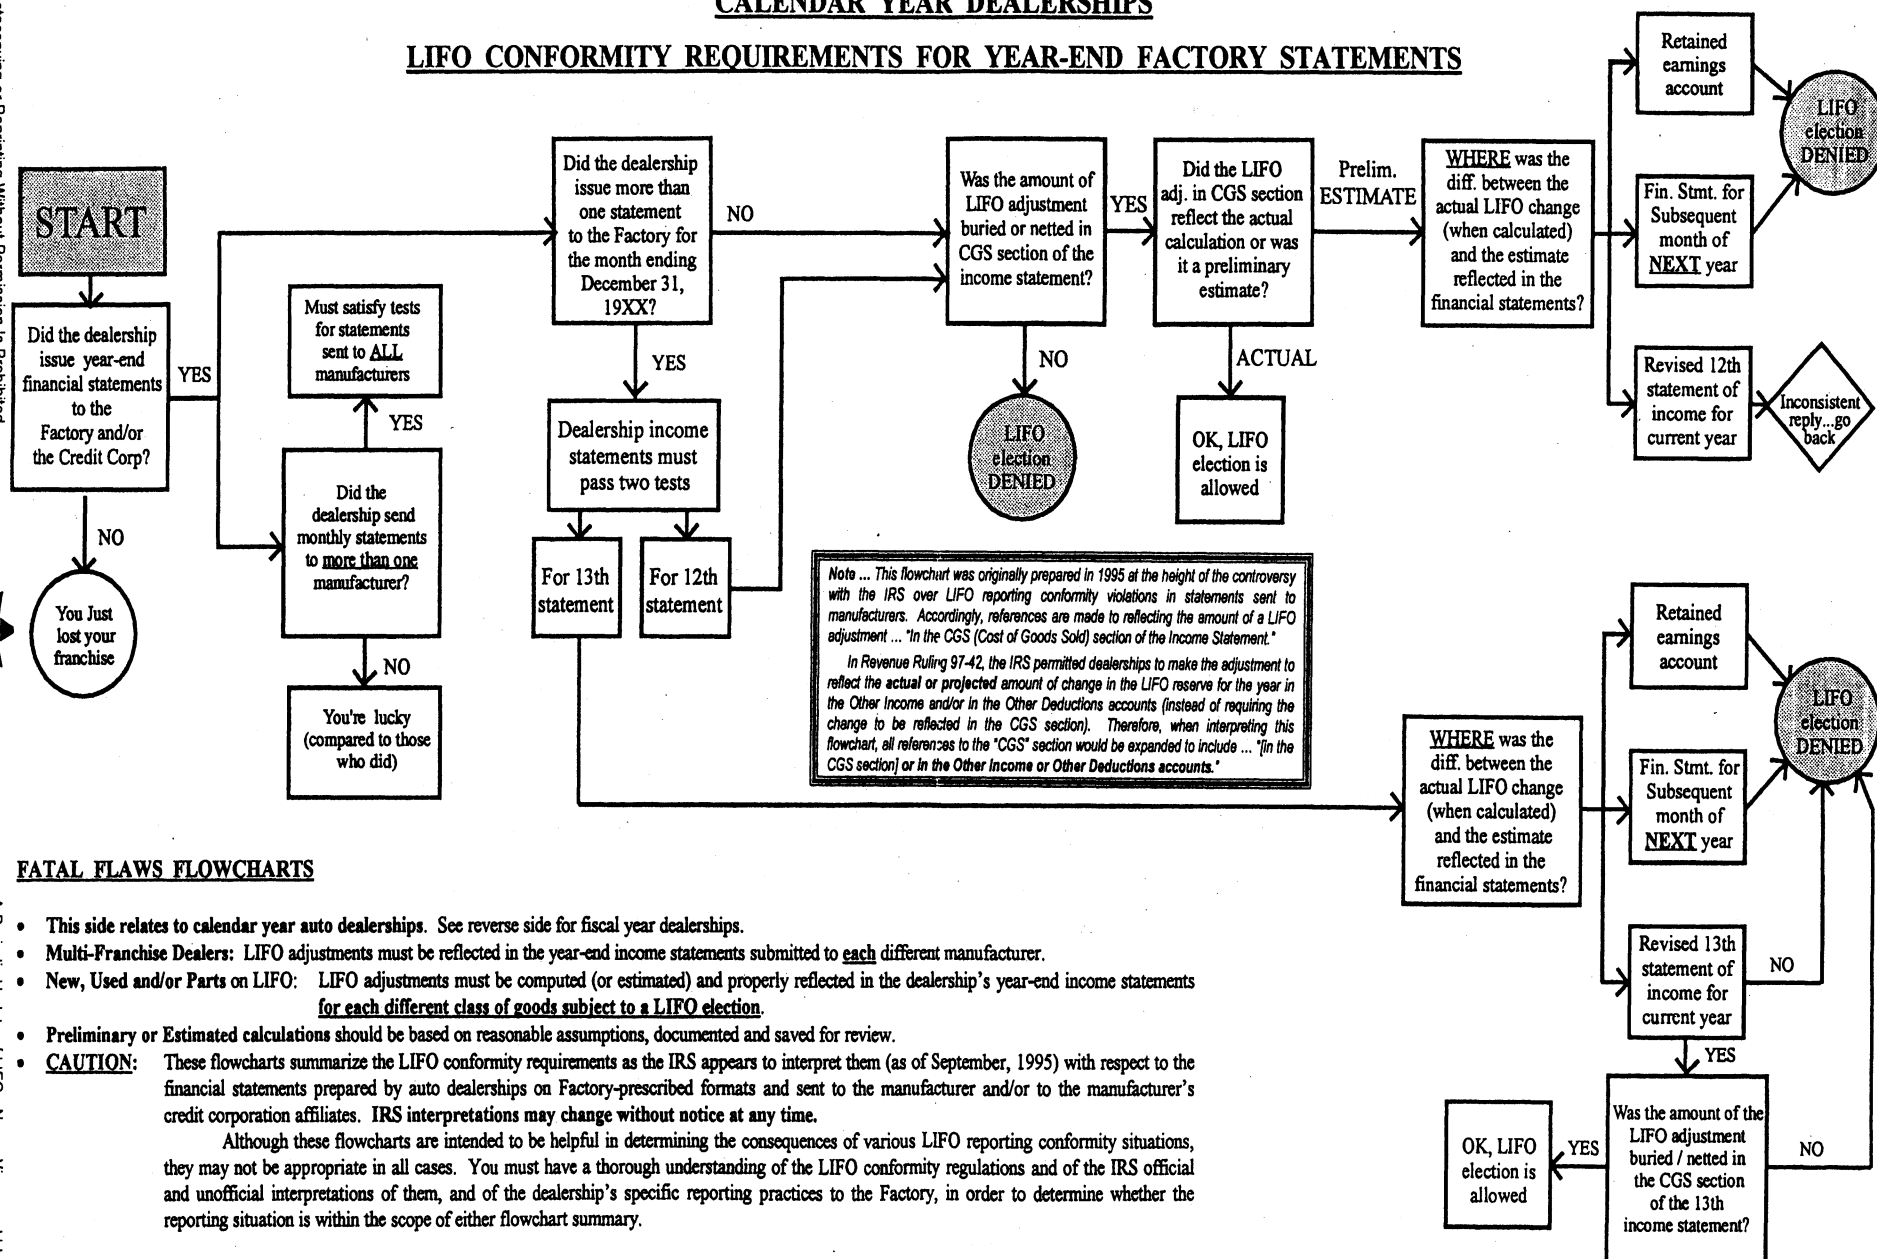 CALENDAR YEAR DEALERSHIPS
LIFO CONFORMITY REQUIREMENTS FOR YEAR-END FACTORY STATEMENTS
START
Did the dealership
issue year-end
financial statements
to the
Factory and/or
the Credit Corp?
YES
NO
You Just
lost your
franchise
Must satisfy tests
for statements
sent to ALL
manufacturers
YES
Did the
dealership send
monthly statements
to more than one
manufacturer?
NO
You're lucky
(compared to those
who did)
Did the dealership
issue more than
one statement
to the Factory for
the month ending
December 31,
19XX?
NO
YES
Dealership income
statements must
pass two tests
For 13th
statement
For 12th
statement
Was the amount of
LIFO adjustment
buried or netted in
CGS section of the
income statement?
YES
NO
LIFO
election
DENIED
Did the LIFO
adj. in CGS section
reflect the actual
calculation or was
it a preliminary
estimate?
ACTUAL
OK, LIFO
election is
allowed
Prelim.
ESTIMATE
WHERE was the
diff. between the
actual LIFO change
(when calculated)
and the estimate
reflected in the
financial statements?
Retained
earnings
account
Fin. Stmt. for
Subsequent
month of
NEXT year
Revised 12th
statement of
income for
current year
LIFO
election
DENIED
Inconsistent
reply...go
back
Note ... This flowchart was originally prepared in 1995 at the height of the controversy
with the IRS over LIFO reporting conformity violations in statements sent to
manufacturers. Accordingly, references are made to reflecting the amount of a LIFO
adjustment ... "In the CGS (Cost of Goods Sold) section of the Income Statement."
In Revenue Ruling 97-42, the IRS permitted dealerships to make the adjustment to
reflect the actual or projected amount of change in the LIFO reserve for the year in
the Other Income and/or in the Other Deductions accounts (instead of requiring the
change to be reflected in the CGS section). Therefore, when interpreting this
flowchart, all references to the "CGS" section would be expanded to include ... "[in the
CGS section] or in the Other Income or Other Deductions accounts."
WHERE was the
diff. between the
actual LIFO change
(when calculated)
and the estimate
reflected in the
financial statements?
Retained
earnings
account
Fin. Stmt. for
Subsequent
month of
NEXT year
LIFO
election
DENIED
Revised 13th
statement of
income for
current year
NO
YES
Was the amount of the
LIFO adjustment
buried / netted in
the CGS section
of the 13th
income statement?
NO
YES
OK, LIFO
election is
allowed
FATAL FLAWS FLOWCHARTS
• This side relates to calendar year auto dealerships. See reverse side for fiscal year dealerships.
• Multi-Franchise Dealers: LIFO adjustments must be reflected in the year-end income statements submitted to each different manufacturer.
• New, Used and/or Parts on LIFO: LIFO adjustments must be computed (or estimated) and properly reflected in the dealership's year-end income statements
for each different class of goods subject to a LIFO election.
• Preliminary or Estimated calculations should be based on reasonable assumptions, documented and saved for review.
• CAUTION: These flowcharts summarize the LIFO conformity requirements as the IRS appears to interpret them (as of September, 1995) with respect to the
financial statements prepared by auto dealerships on Factory-prescribed formats and sent to the manufacturer and/or to the manufacturer's
credit corporation affiliates. IRS interpretations may change without notice at any time.
Although these flowcharts are intended to be helpful in determining the consequences of various LIFO reporting conformity situations,
they may not be appropriate in all cases. You must have a thorough understanding of the LIFO conformity regulations and of the IRS official
and unofficial interpretations of them, and of the dealership's specific reporting practices to the Factory, in order to determine whether the
reporting situation is within the scope of either flowchart summary.